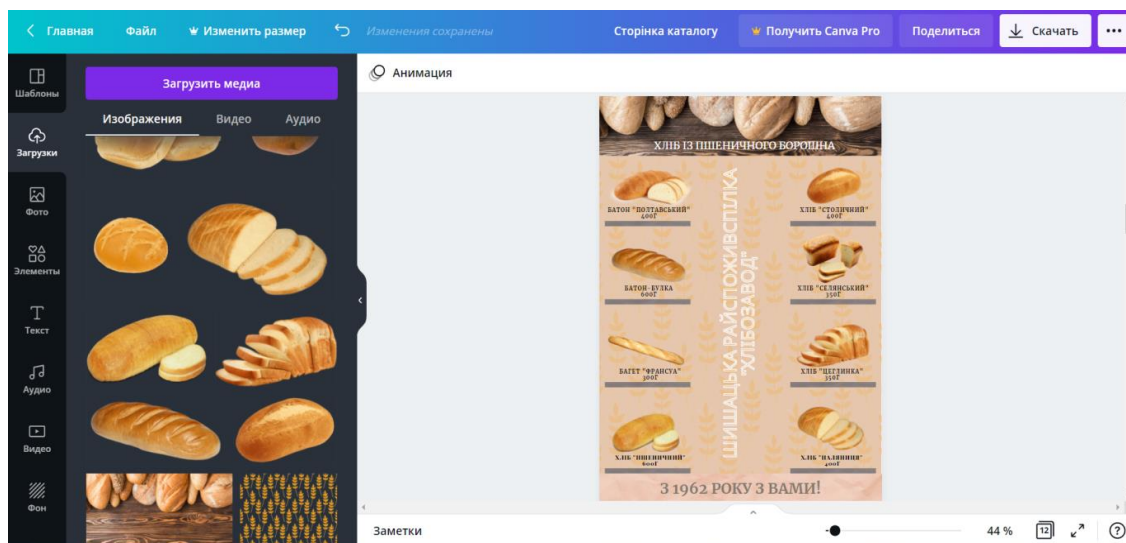 Главная Файл Изменить размер Изменения сохранены Сторінка каталогу Получить Canva Pro Поделиться Скачать
Шаблоны
Загрузки
Фото
Элементы
Текст
Аудио
Видео
Фон
Загрузить медиа
Изображения Видео Аудио
Анимация
ХЛІБ ІЗ ПШЕНИЧНОГО БОРОШНА
БАТОН "ПОЛТАВСЬКИЙ"
400Г
ХЛІБ "СТОЛИЧНИЙ"
400Г
БАТОН-БУЛКА
600Г
ХЛІБ "СЕЛЯНСЬКИЙ"
350Г
БАГЕТ "ФРАНСУА"
300Г
ХЛІБ "ЦЕГЛИНКА"
350Г
ХЛІБ "ПШЕНИЧНИЙ"
600Г
ХЛІБ "ПАЛЯНИЦЯ"
400Г
ШИШАЦЬКА РАЙСПОЖИВСПІЛКА
"ХЛІБОЗАВОД"
З 1962 РОКУ З ВАМИ!
Заметки 44 % 12